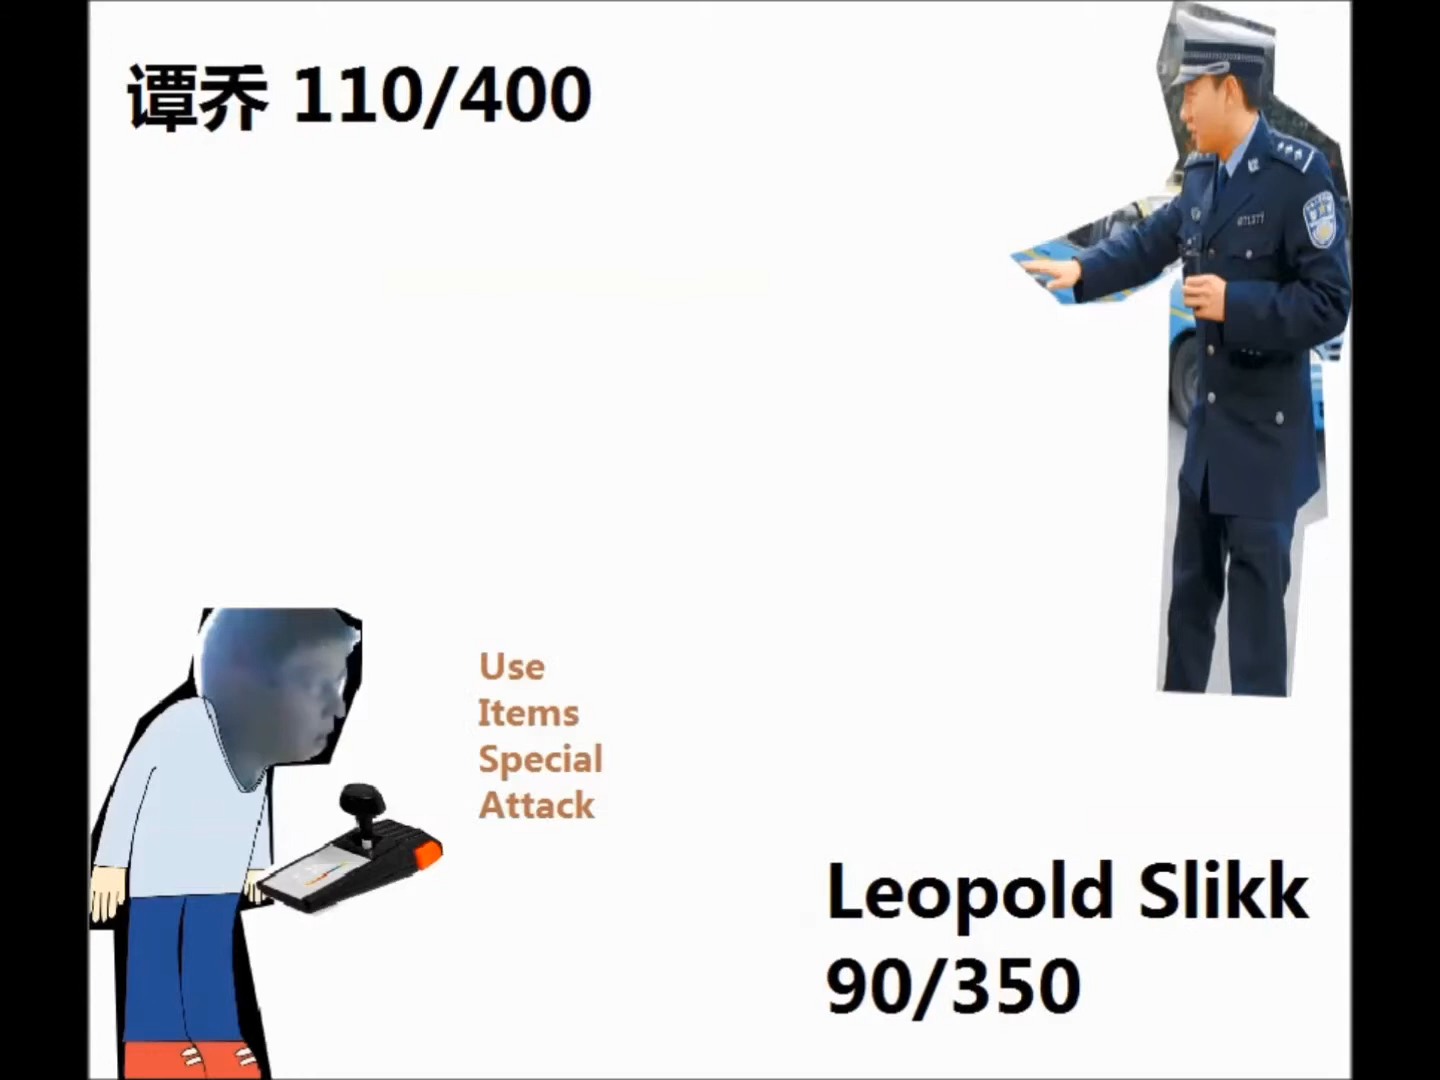 谭乔 110/400
Use
Items
Special
Attack
Leopold Slikk
90/350